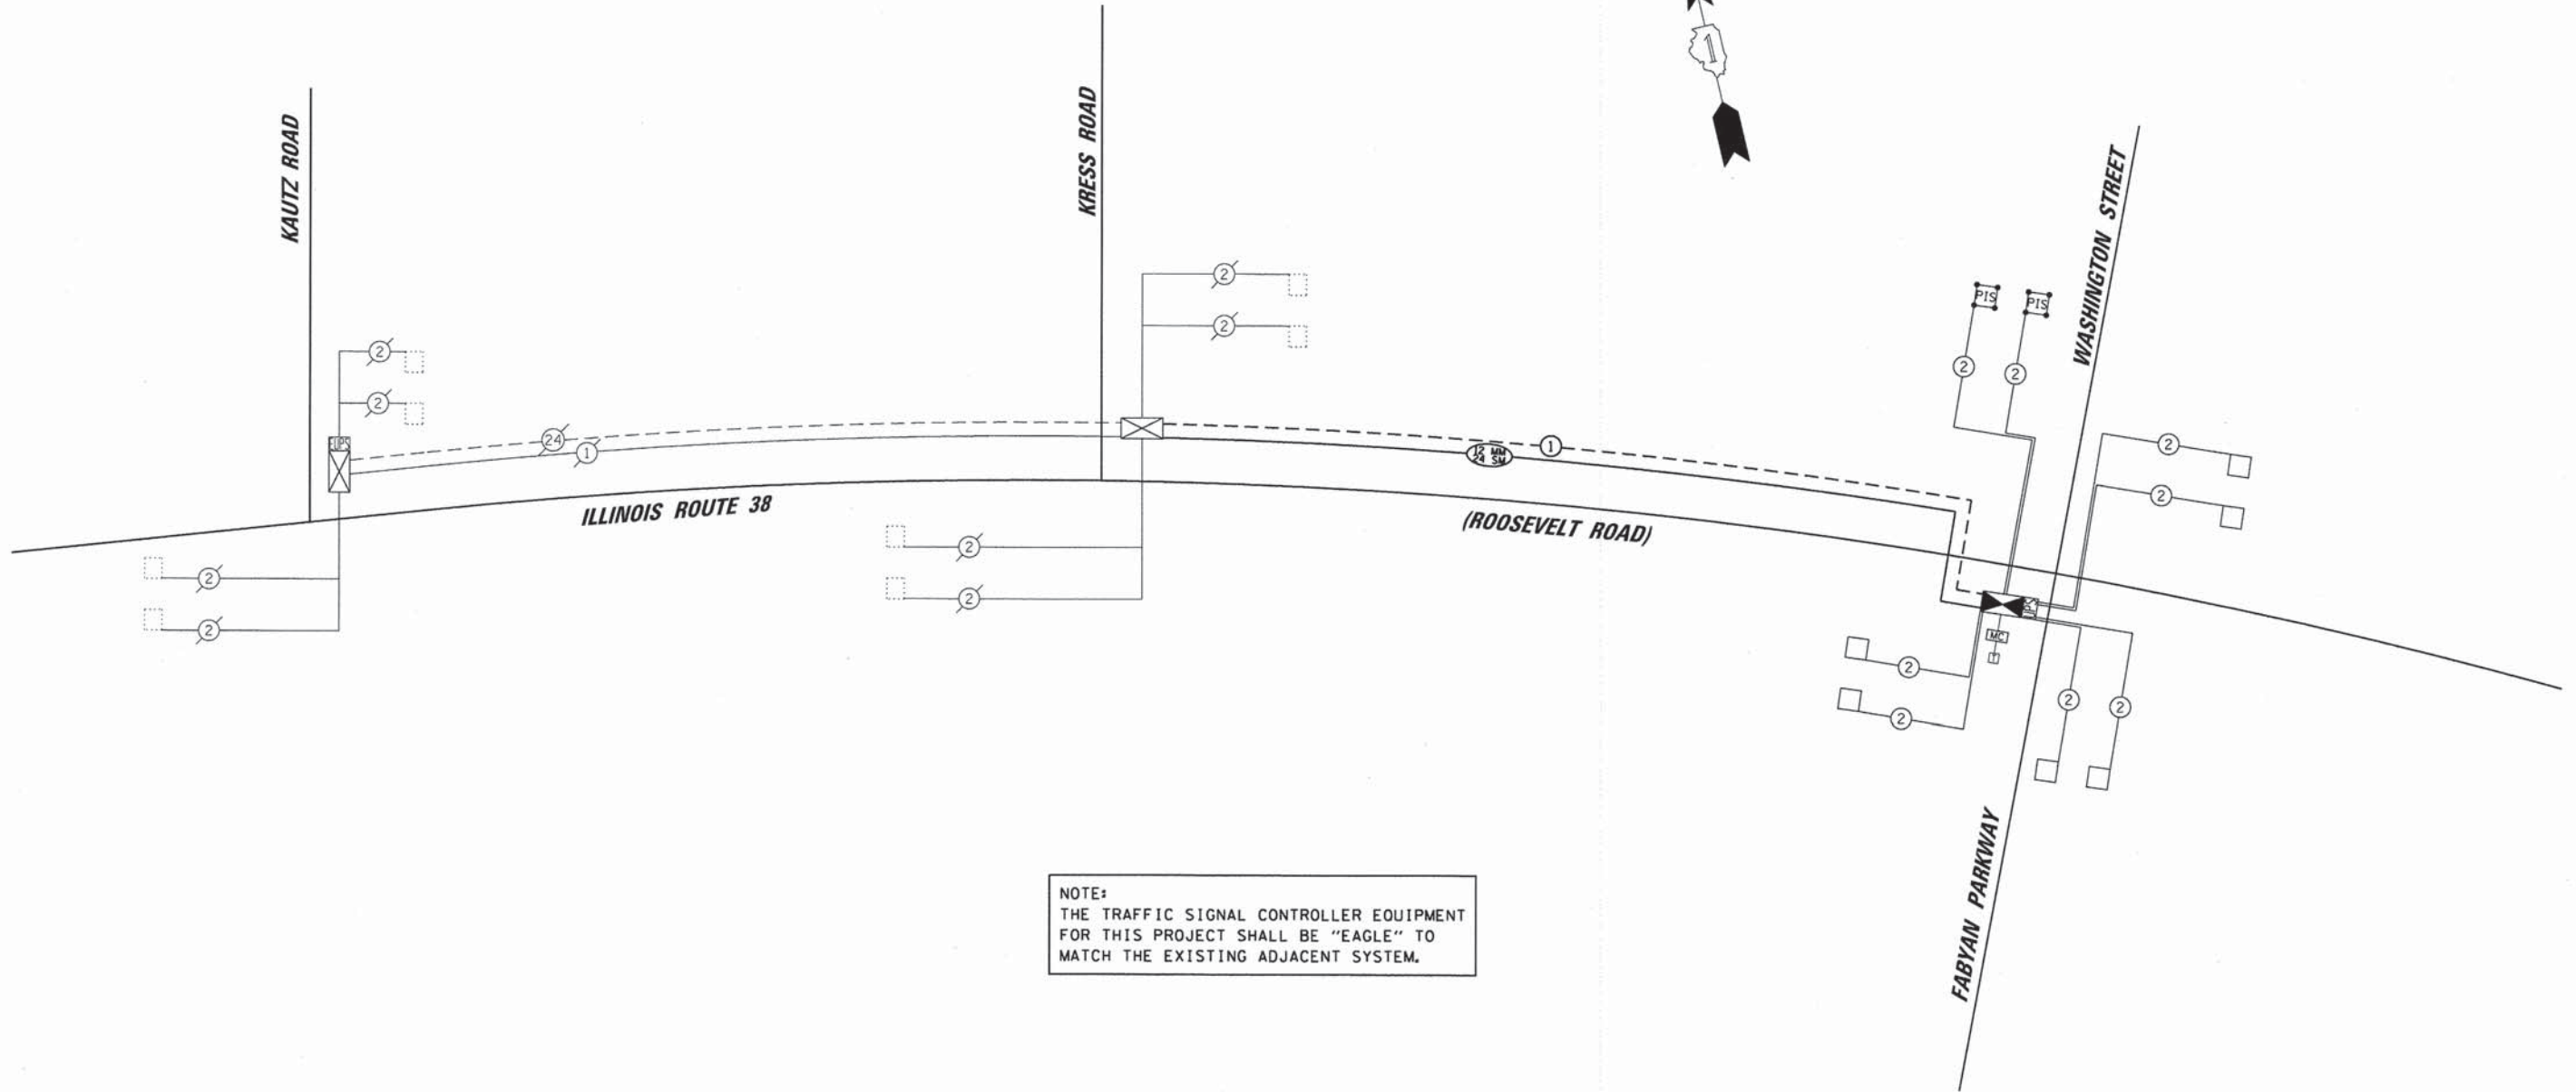 1
KAUTZ ROAD
KRESS ROAD
WASHINGTON STREET
2
2
PIS
PIS
2
2
2
2
2
2
UPS
24
1
1
12 MM
24 SM
2
2
ILLINOIS ROUTE 38
(ROOSEVELT ROAD)
2
2
2
2
MC
T
2
2
2
2
FABYAN PARKWAY
NOTE:
THE TRAFFIC SIGNAL CONTROLLER EQUIPMENT
FOR THIS PROJECT SHALL BE "EAGLE" TO
MATCH THE EXISTING ADJACENT SYSTEM.